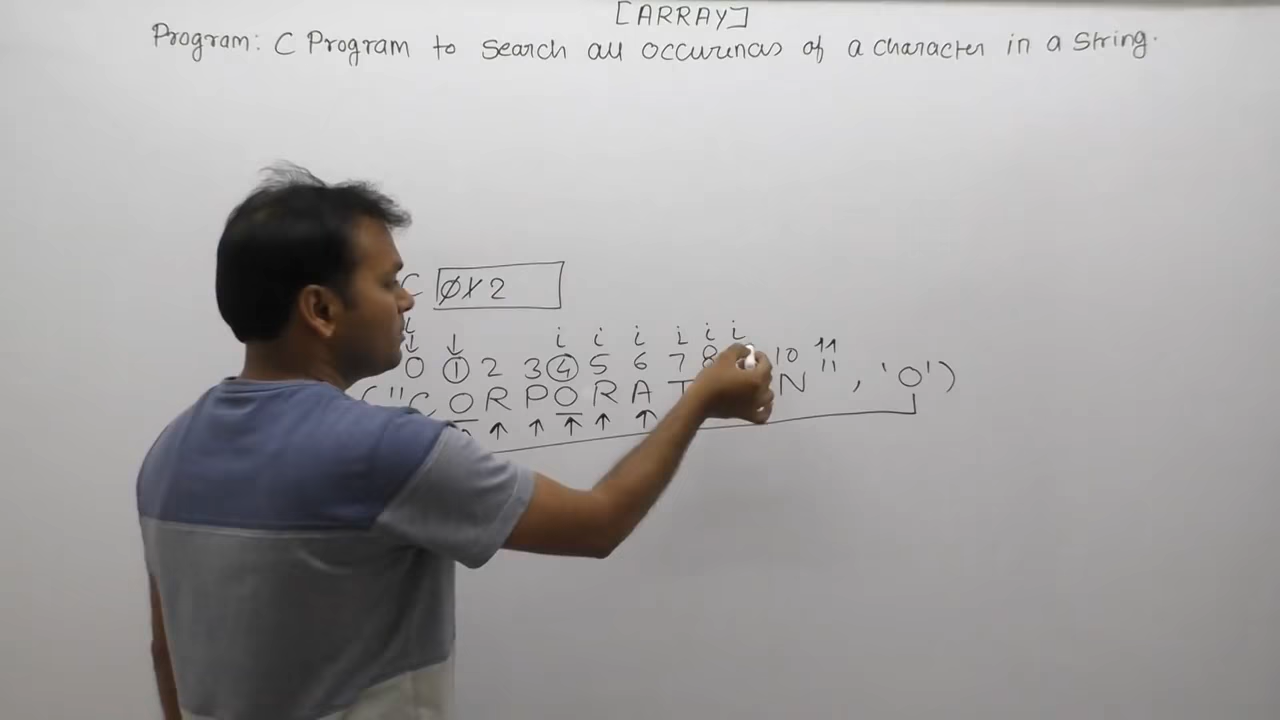 [ARRAY]
Program: C Program to search all occurences of a character in a string.
C 0 1 2
i i i i i i i
0 1 2 3 4 5 6 7 8 10 11
("C O R P O R A T N", 'O')